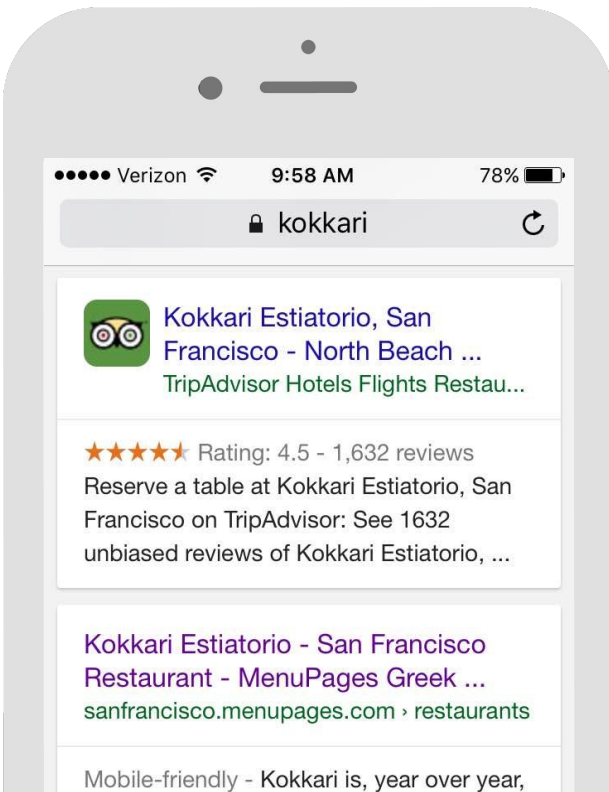 Verizon 9:58 AM 78%
kokkari
Kokkari Estiatorio, San
Francisco - North Beach ...
TripAdvisor Hotels Flights Restau...
Rating: 4.5 - 1,632 reviews
Reserve a table at Kokkari Estiatorio, San
Francisco on TripAdvisor: See 1632
unbiased reviews of Kokkari Estiatorio, ...
Kokkari Estiatorio - San Francisco
Restaurant - MenuPages Greek ...
sanfrancisco.menupages.com › restaurants
Mobile-friendly - Kokkari is, year over year,